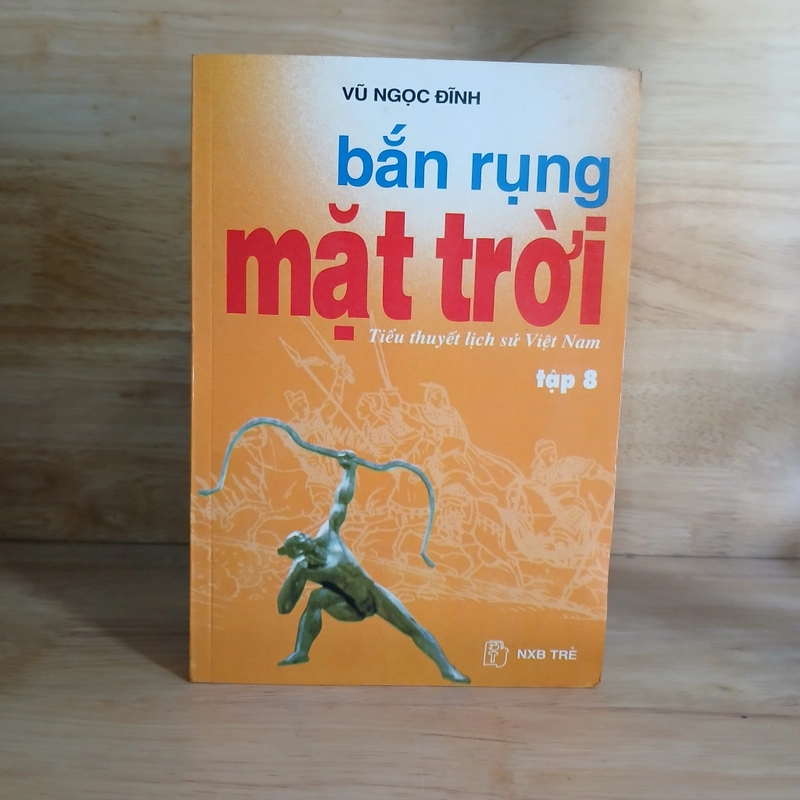 VŨ NGỌC ĐĨNH
bắn rụng
mặt trời
Tiểu thuyết lịch sử Việt Nam
tập 8
NXB TRẺ